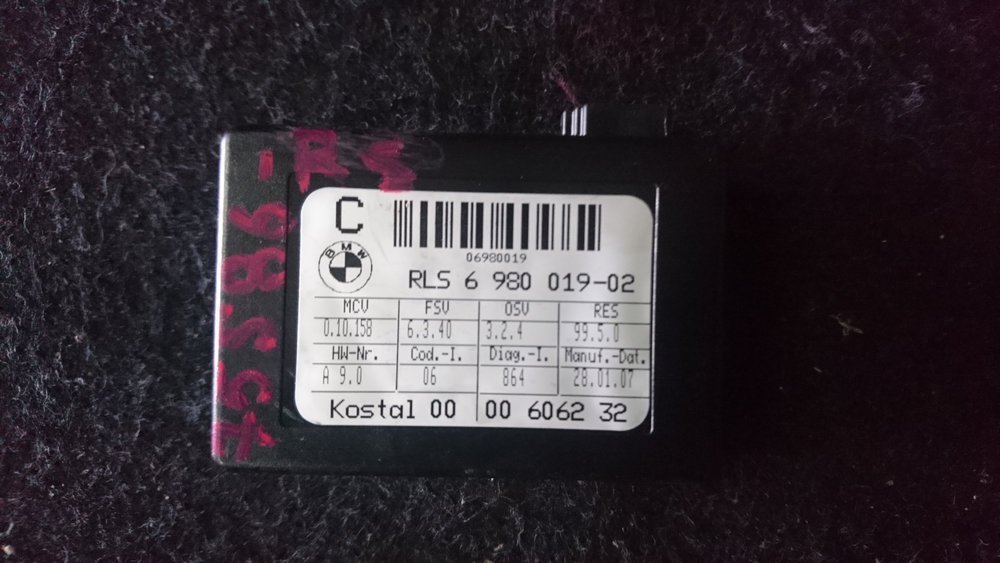 RS
C
BMW
06980019
RLS 6 980 019-02
MCV FSV OSV RES
0.10.158 6.3.40 3.2.4 99.5.0
HW-Nr. Cod.-I. Diag.-I. Manuf.-Dat.
A 9.0 06 864 28.01.07
Kostal 00 00 606232